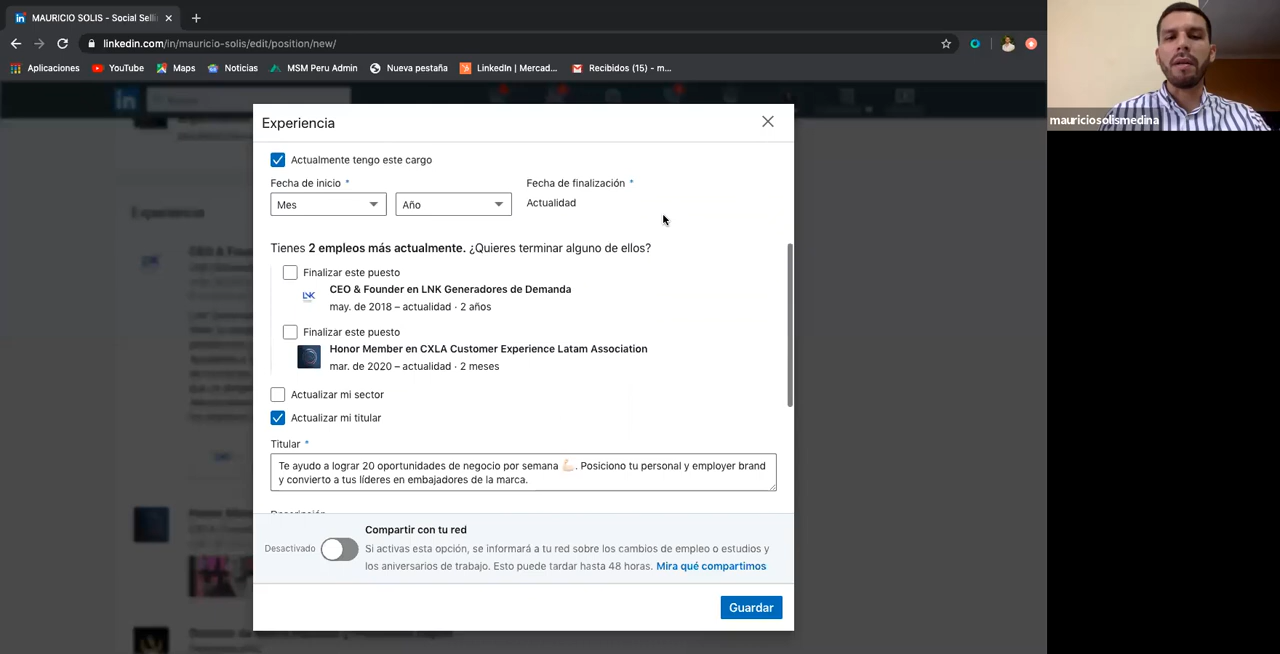 MAURICIO SOLIS - Social Selli
linkedin.com/in/mauricio-solis/edit/position/new/
Aplicaciones YouTube Maps Noticias MSM Peru Admin Nueva pestaña LinkedIn | Mercad... Recibidos (15) - m...
mauriciosolismedina
Experiencia
Actualmente tengo este cargo
Fecha de inicio * Fecha de finalización *
Mes Año Actualidad
Tienes 2 empleos más actualmente. ¿Quieres terminar alguno de ellos?
Finalizar este puesto
CEO & Founder en LNK Generadores de Demanda
LNK
may. de 2018 – actualidad · 2 años
Finalizar este puesto
Honor Member en CXLA Customer Experience Latam Association
mar. de 2020 – actualidad · 2 meses
Actualizar mi sector
Actualizar mi titular
Titular *
Te ayudo a lograr 20 oportunidades de negocio por semana 💪🏻. Posiciono tu personal y employer brand
y convierto a tus líderes en embajadores de la marca.
Descripción
Compartir con tu red
Desactivado Si activas esta opción, se informará a tu red sobre los cambios de empleo o estudios y
los aniversarios de trabajo. Esto puede tardar hasta 48 horas. Mira qué compartimos
Guardar